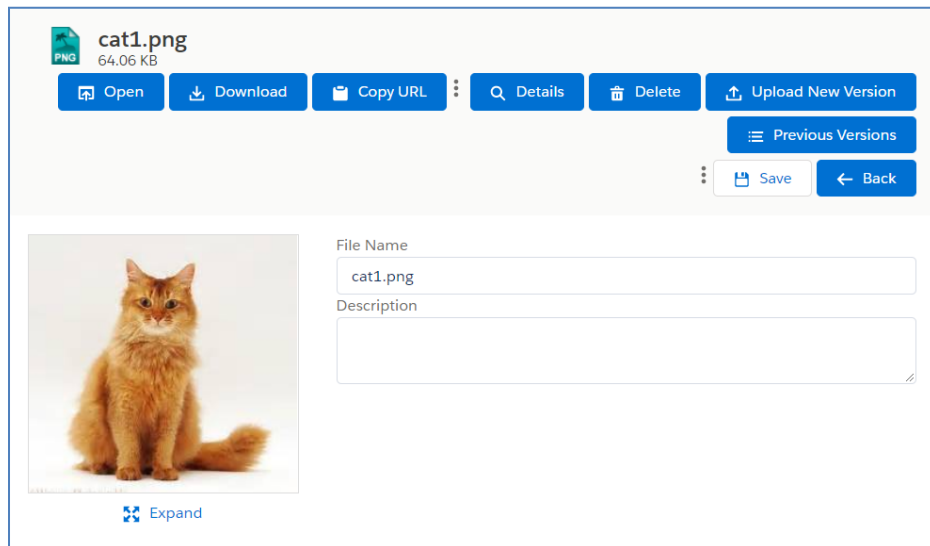 cat1.png
PNG
64.06 KB
Open Download Copy URL Details Delete Upload New Version
Previous Versions
Save Back
File Name
cat1.png
Description
Expand